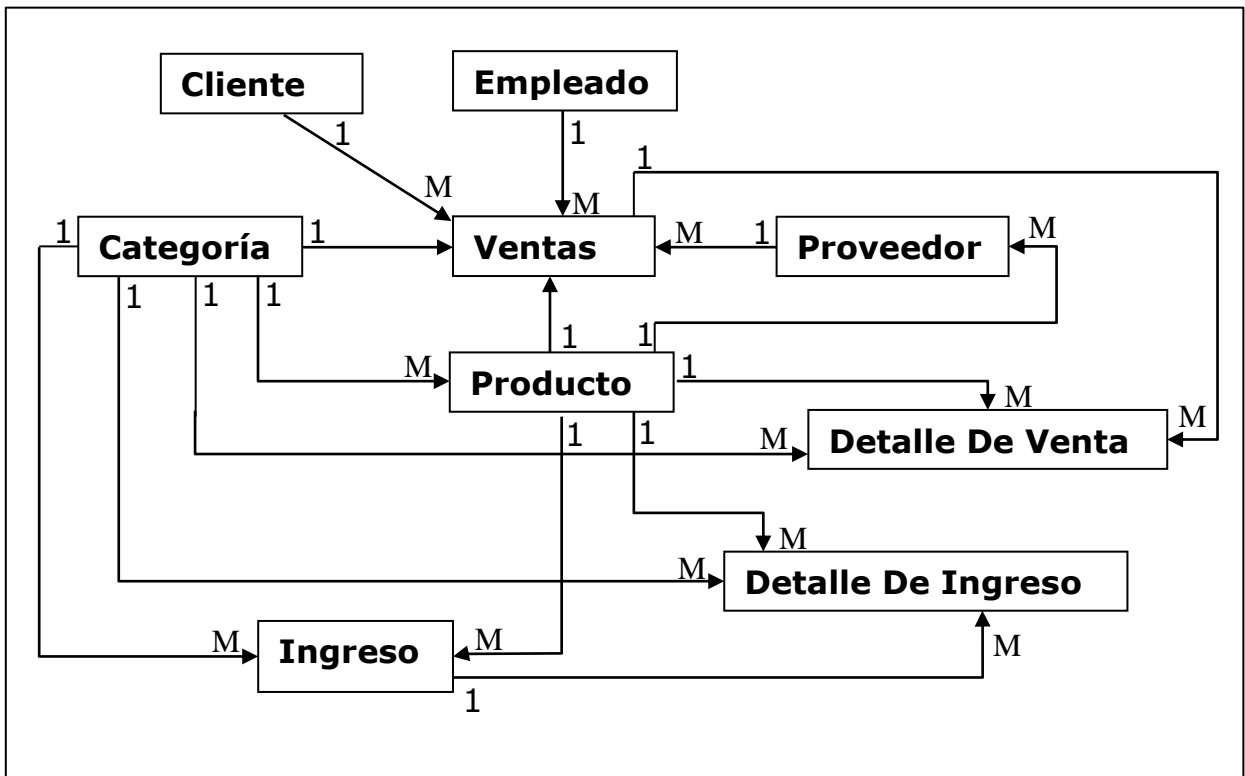 Cliente
Empleado
1
1
1
M
M
1
Categoría
1
Ventas
M
1
Proveedor
M
1
1
1
1
1
M
Producto
1
M
M
1
1
M
Detalle De Venta
M
M
Detalle De Ingreso
M
Ingreso
M
M
1